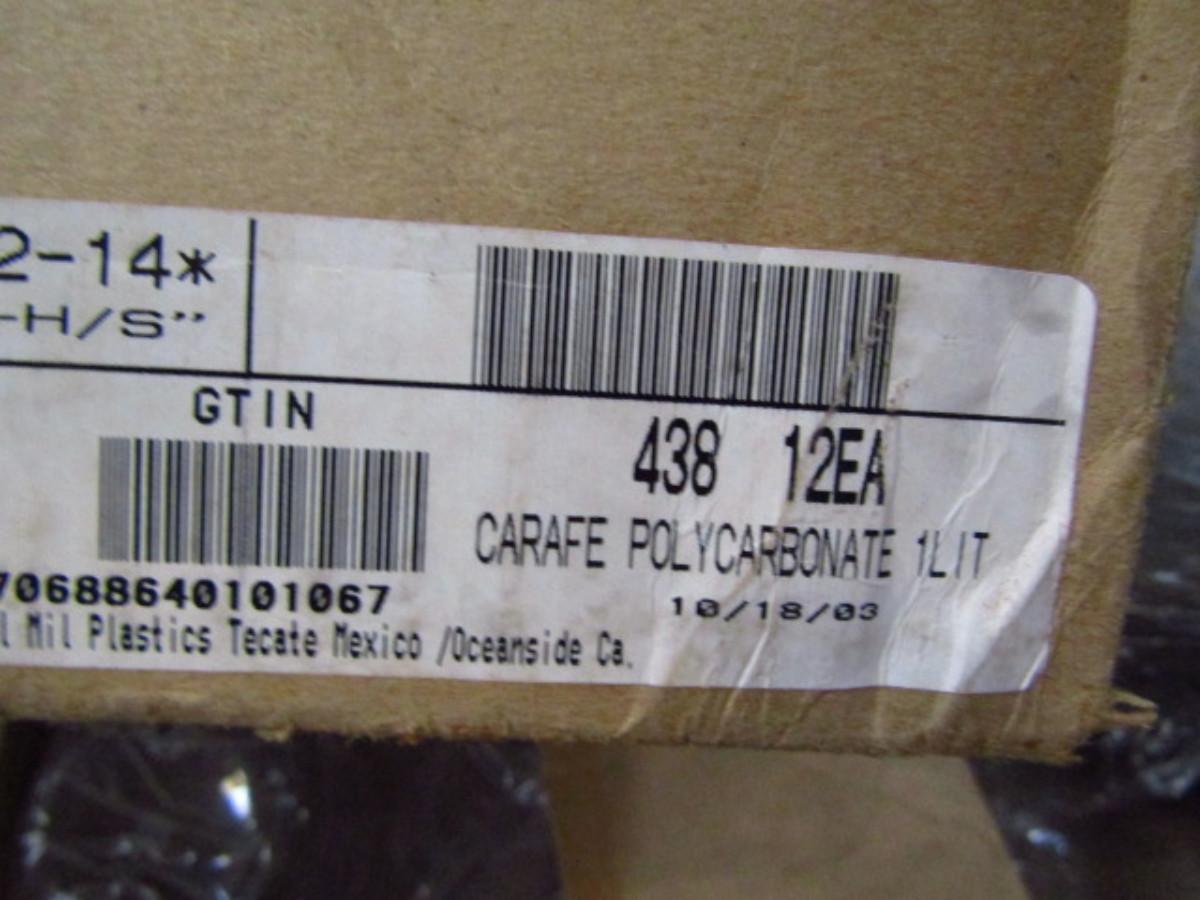 2-14*
-H/S”
GTIN
438 12EA
CARAFE POLYCARBONATE 1LIT
10/18/03
70688640101067
l Mil Plastics Tecate Mexico /Oceanside Ca.